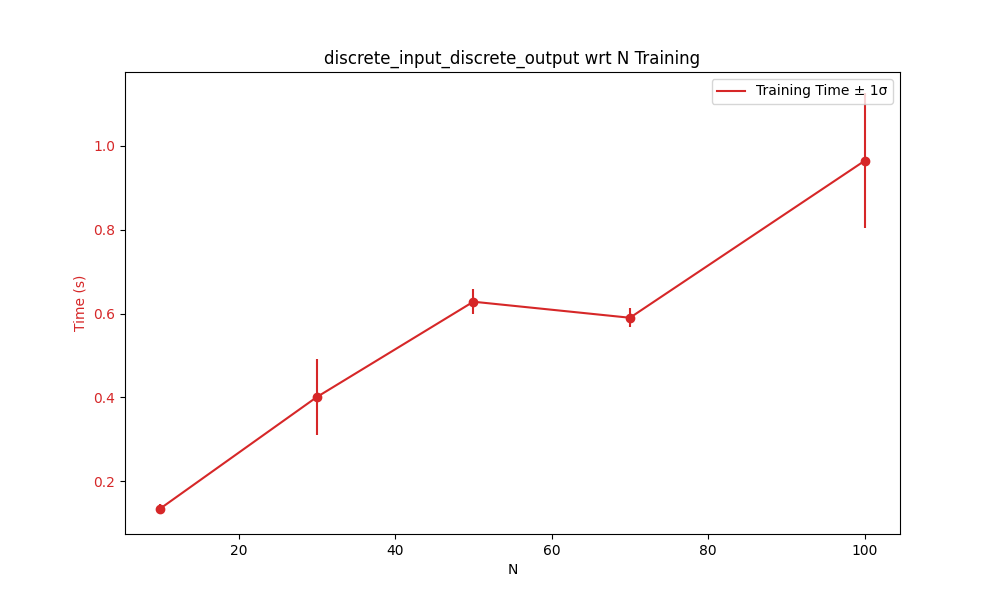 discrete_input_discrete_output wrt N Training
Training Time ± 1σ
1.0
0.8
0.6
0.4
0.2
Time (s)
20 40 60 80 100
N